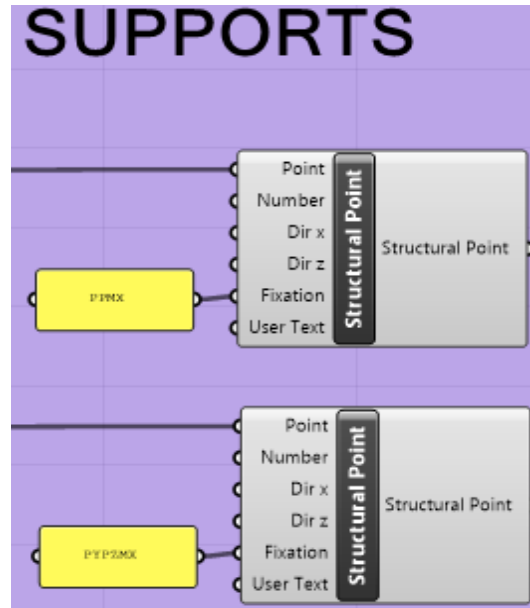 SUPPORTS
Point
Number
Dir x
Dir z
Fixation
User Text
Structural Point
Structural Point
PPMX
Point
Number
Dir x
Dir z
Fixation
User Text
Structural Point
Structural Point
PYPZMX